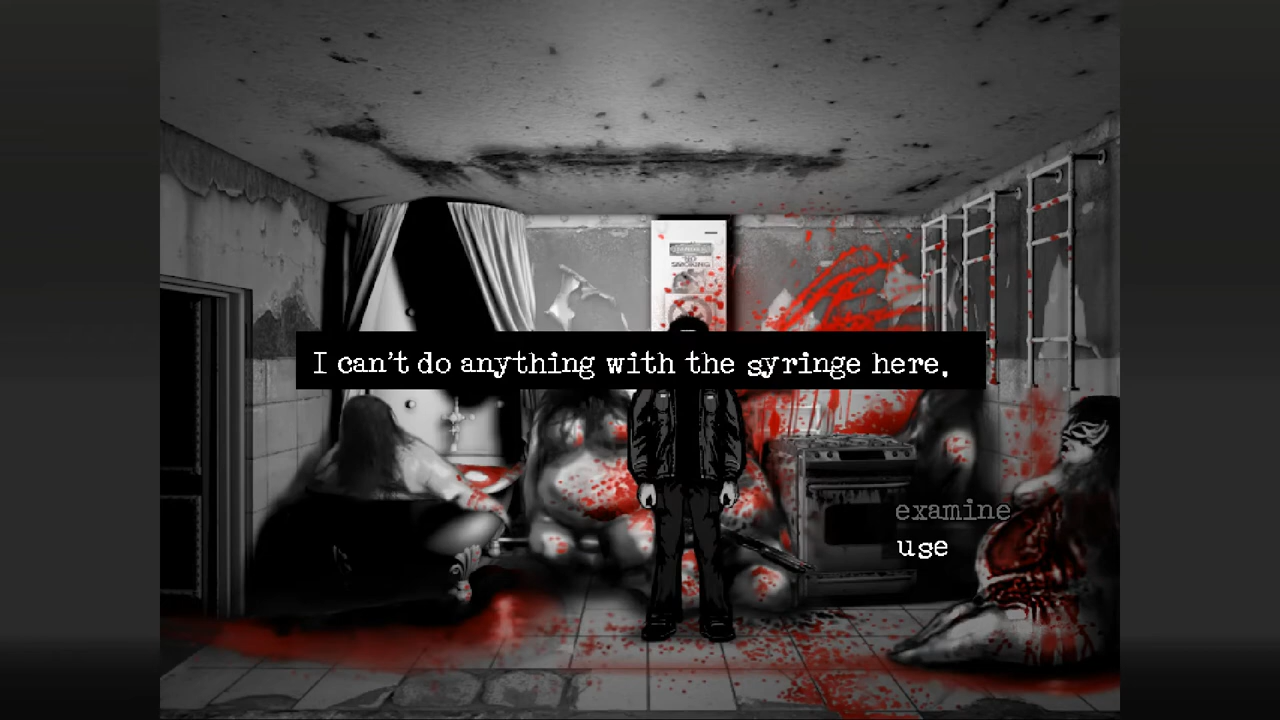 NO
SMOKING
I can't do anything with the syringe here.
examine
use